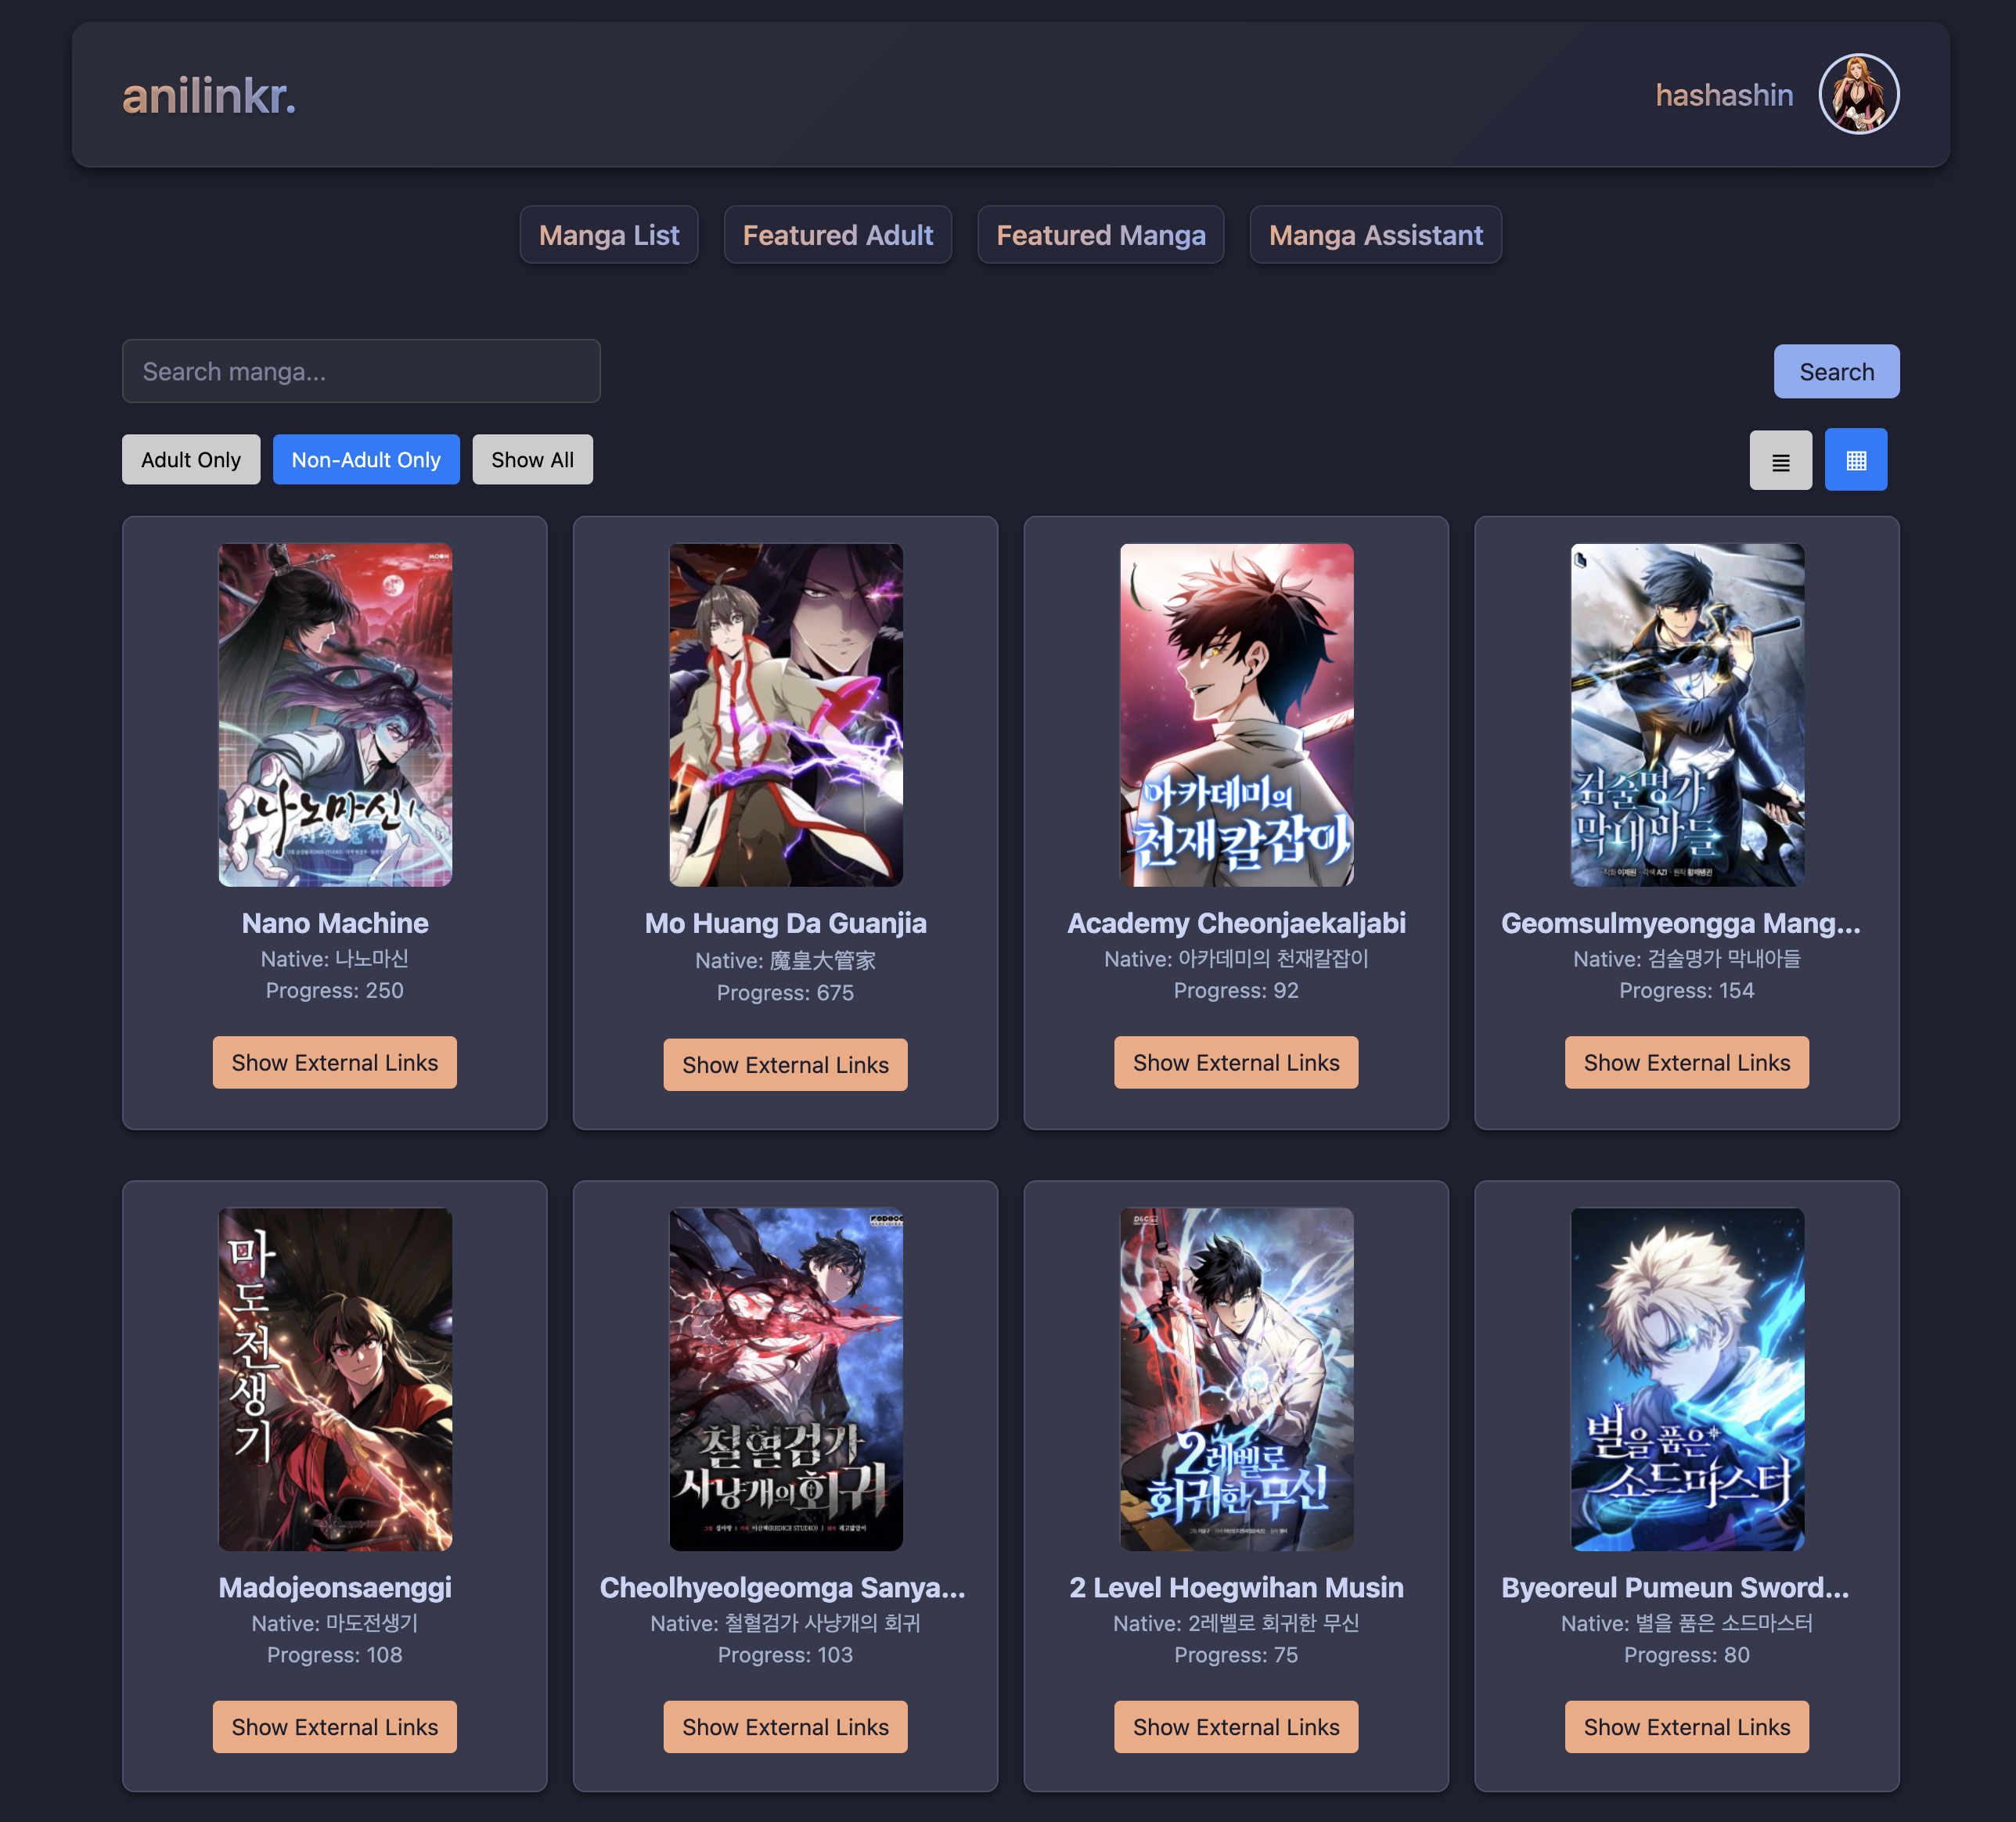 anilinkr.
hashashin
Manga List
Featured Adult
Featured Manga
Manga Assistant
Search manga...
Search
Adult Only
Non-Adult Only
Show All
MOON
나노마신
아카데미의
천재칼잡이
검술명가
막내아들
Nano Machine
Native: 나노마신
Progress: 250
Show External Links
Mo Huang Da Guanjia
Native: 魔皇大管家
Progress: 675
Show External Links
Academy Cheonjaekaljabi
Native: 아카데미의 천재칼잡이
Progress: 92
Show External Links
Geomsulmyeongga Mang...
Native: 검술명가 막내아들
Progress: 154
Show External Links
마도전생기
철혈검가
사냥개의 회귀
2레벨로
회귀한 무신
별을 품은
소드마스터
Madojeonsaenggi
Native: 마도전생기
Progress: 108
Show External Links
Cheolhyeolgeomga Sanya...
Native: 철혈검가 사냥개의 회귀
Progress: 103
Show External Links
2 Level Hoegwihan Musin
Native: 2레벨로 회귀한 무신
Progress: 75
Show External Links
Byeoreul Pumeun Sword...
Native: 별을 품은 소드마스터
Progress: 80
Show External Links